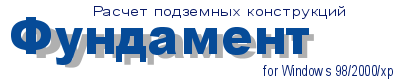 Расчет подземных конструкций
Фундамент
for Windows 98/2000/xp